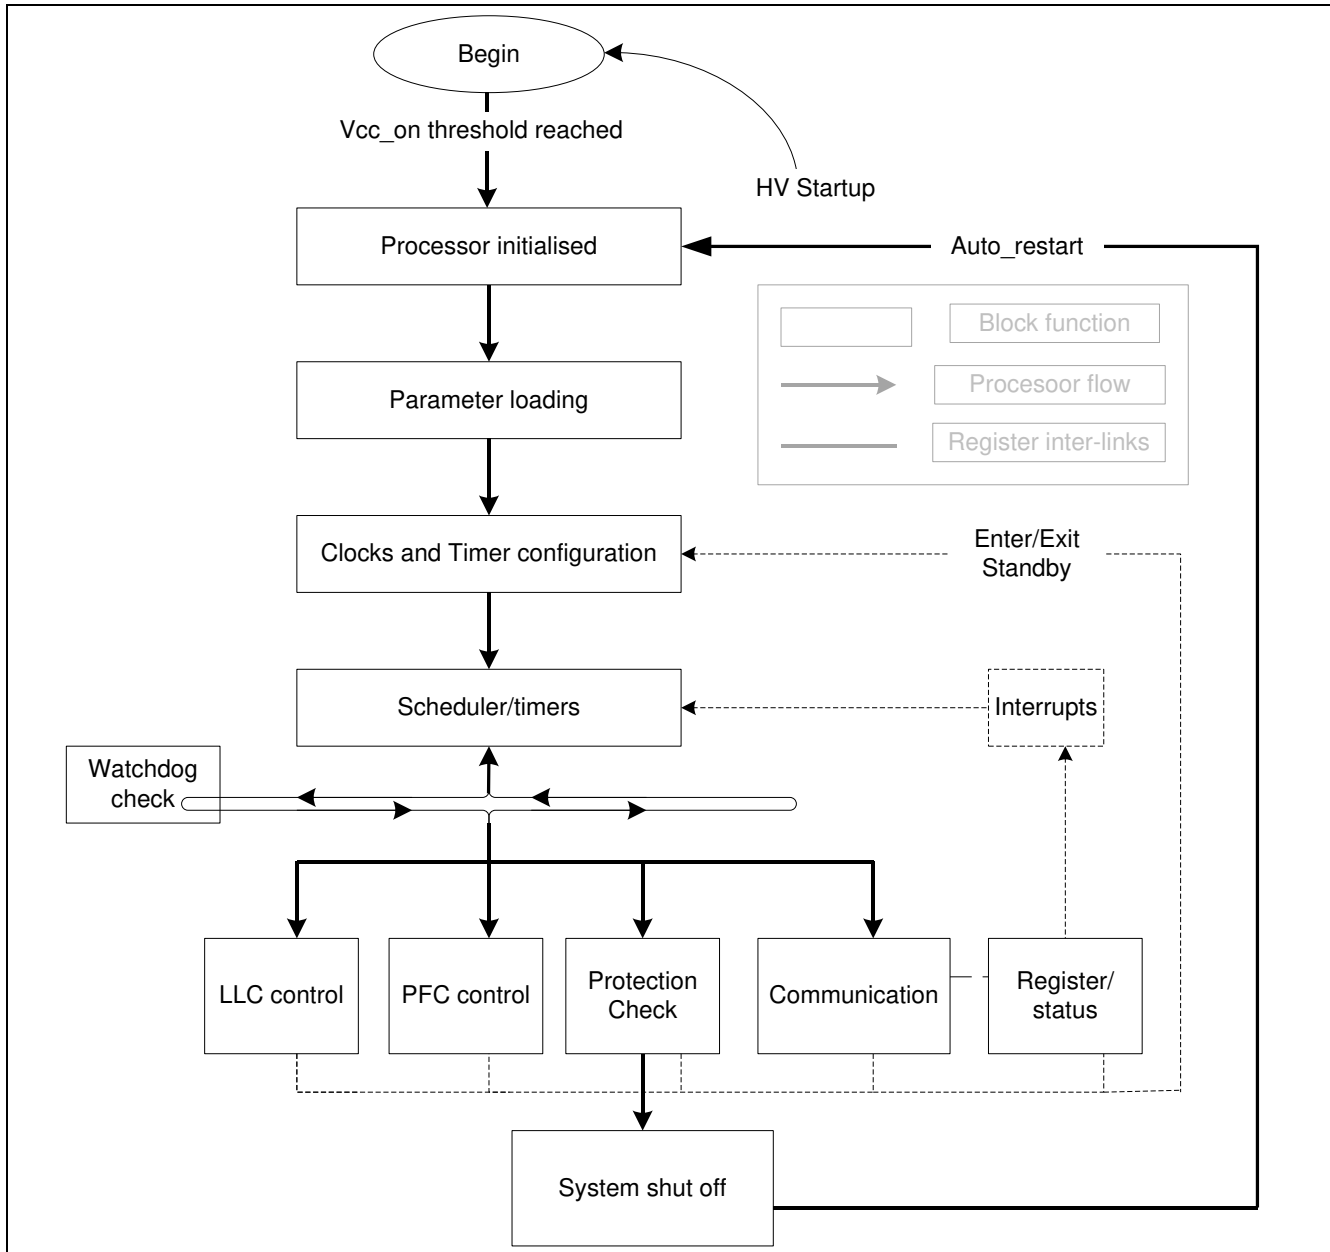 Begin
Vcc_on threshold reached
HV Startup
Processor initialised
Auto_restart
Block function
Procesoor flow
Register inter-links
Parameter loading
Clocks and Timer configuration
Enter/Exit
Standby
Scheduler/timers
Interrupts
Watchdog
check
LLC control
PFC control
Protection
Check
Communication
Register/
status
System shut off